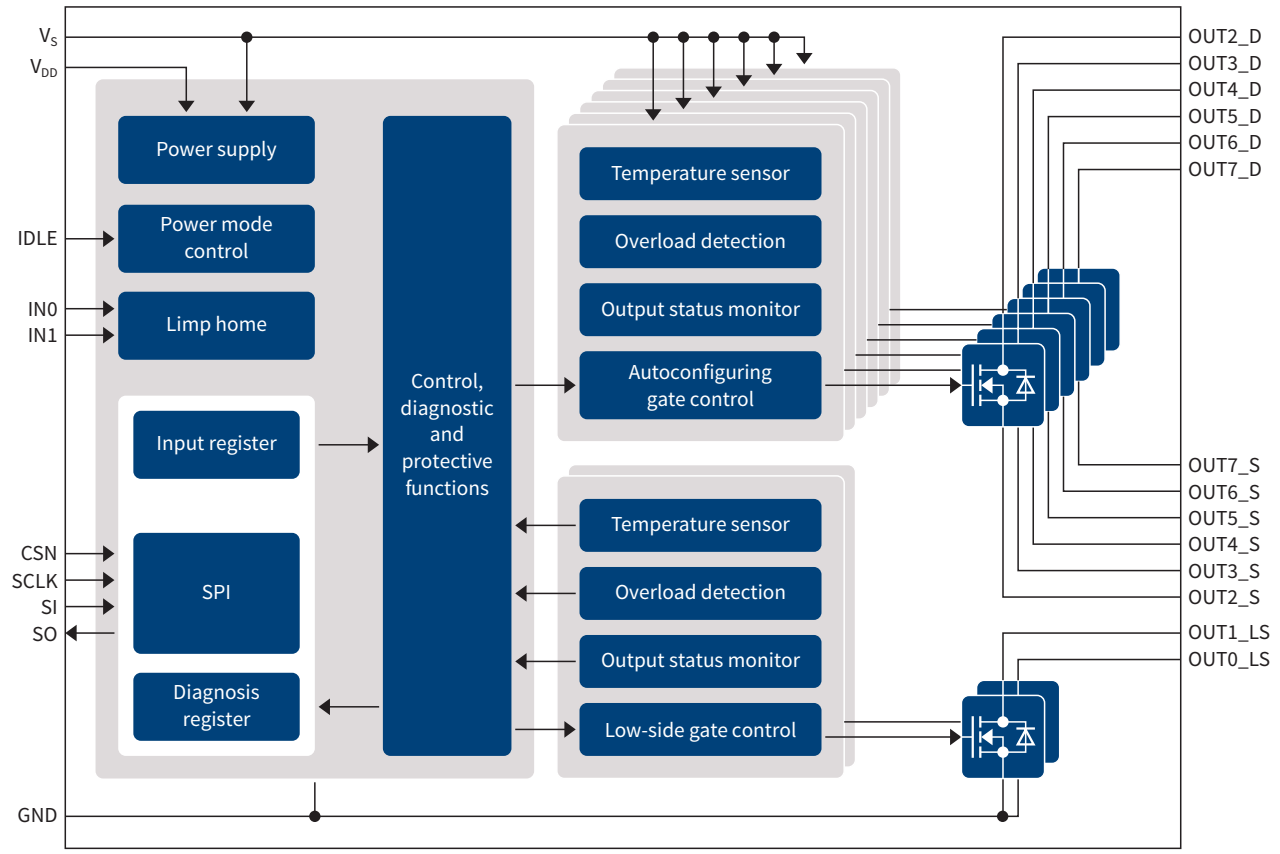 V_S
V_DD
IDLE
IN0
IN1
CSN
SCLK
SI
SO
GND
Power supply
Power mode
control
Limp home
Input register
SPI
Diagnosis
register
Control,
diagnostic
and
protective
functions
Temperature sensor
Overload detection
Output status monitor
Autoconfiguring
gate control
Temperature sensor
Overload detection
Output status monitor
Low-side gate control
OUT2_D
OUT3_D
OUT4_D
OUT5_D
OUT6_D
OUT7_D
OUT7_S
OUT6_S
OUT5_S
OUT4_S
OUT3_S
OUT2_S
OUT1_LS
OUT0_LS